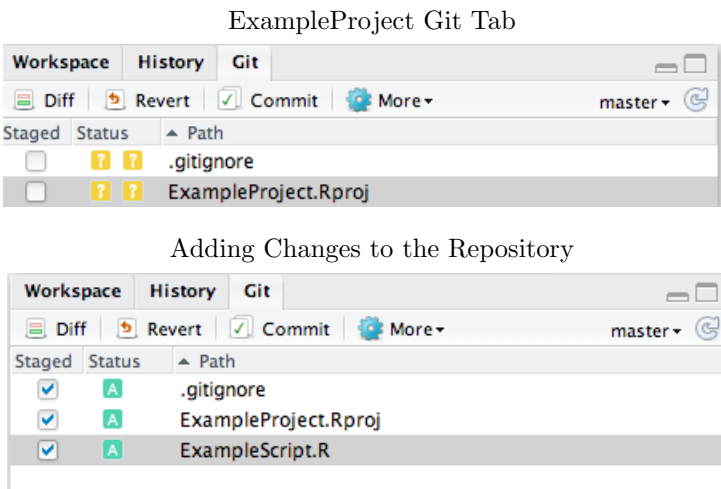 ExampleProject Git Tab
Workspace History Git
Diff Revert Commit More master
Staged Status Path
? ? .gitignore
? ? ExampleProject.Rproj
Adding Changes to the Repository
Workspace History Git
Diff Revert Commit More master
Staged Status Path
A .gitignore
A ExampleProject.Rproj
A ExampleScript.R